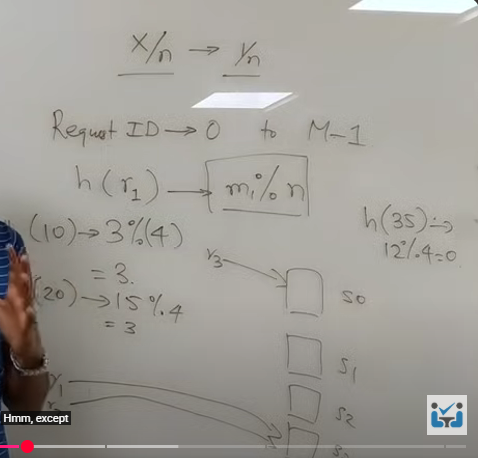 X/n → 1/n
Request ID → 0 to M-1
h(r1) → m1 % n
(10) → 3 % (4)
= 3.
(20) → 15 % 4
= 3
h(35) ⇒
12 % 4 = 0
r3
S0
S1
S2
Hmm, except